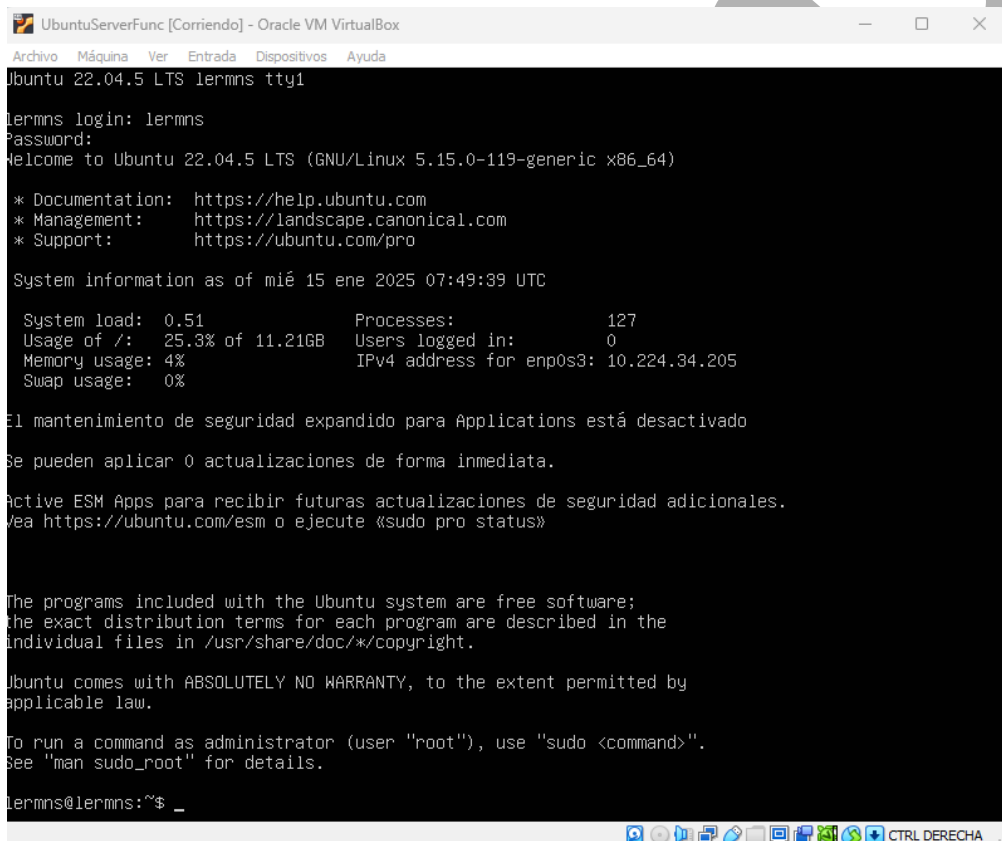 UbuntuServerFunc [Corriendo] - Oracle VM VirtualBox
Archivo Máquina Ver Entrada Dispositivos Ayuda
Ubuntu 22.04.5 LTS lermns tty1
lermns login: lermns
Password:
Welcome to Ubuntu 22.04.5 LTS (GNU/Linux 5.15.0-119-generic x86_64)
* Documentation: https://help.ubuntu.com
* Management: https://landscape.canonical.com
* Support: https://ubuntu.com/pro
System information as of mié 15 ene 2025 07:49:39 UTC
System load: 0.51 Processes: 127
Usage of /: 25.3% of 11.21GB Users logged in: 0
Memory usage: 4% IPv4 address for enp0s3: 10.224.34.205
Swap usage: 0%
El mantenimiento de seguridad expandido para Applications está desactivado
Se pueden aplicar 0 actualizaciones de forma inmediata.
Active ESM Apps para recibir futuras actualizaciones de seguridad adicionales.
Vea https://ubuntu.com/esm o ejecute «sudo pro status»
The programs included with the Ubuntu system are free software;
the exact distribution terms for each program are described in the
individual files in /usr/share/doc/*/copyright.
Ubuntu comes with ABSOLUTELY NO WARRANTY, to the extent permitted by
applicable law.
To run a command as administrator (user "root"), use "sudo <command>".
See "man sudo_root" for details.
lermns@lermns:~$ _
CTRL DERECHA